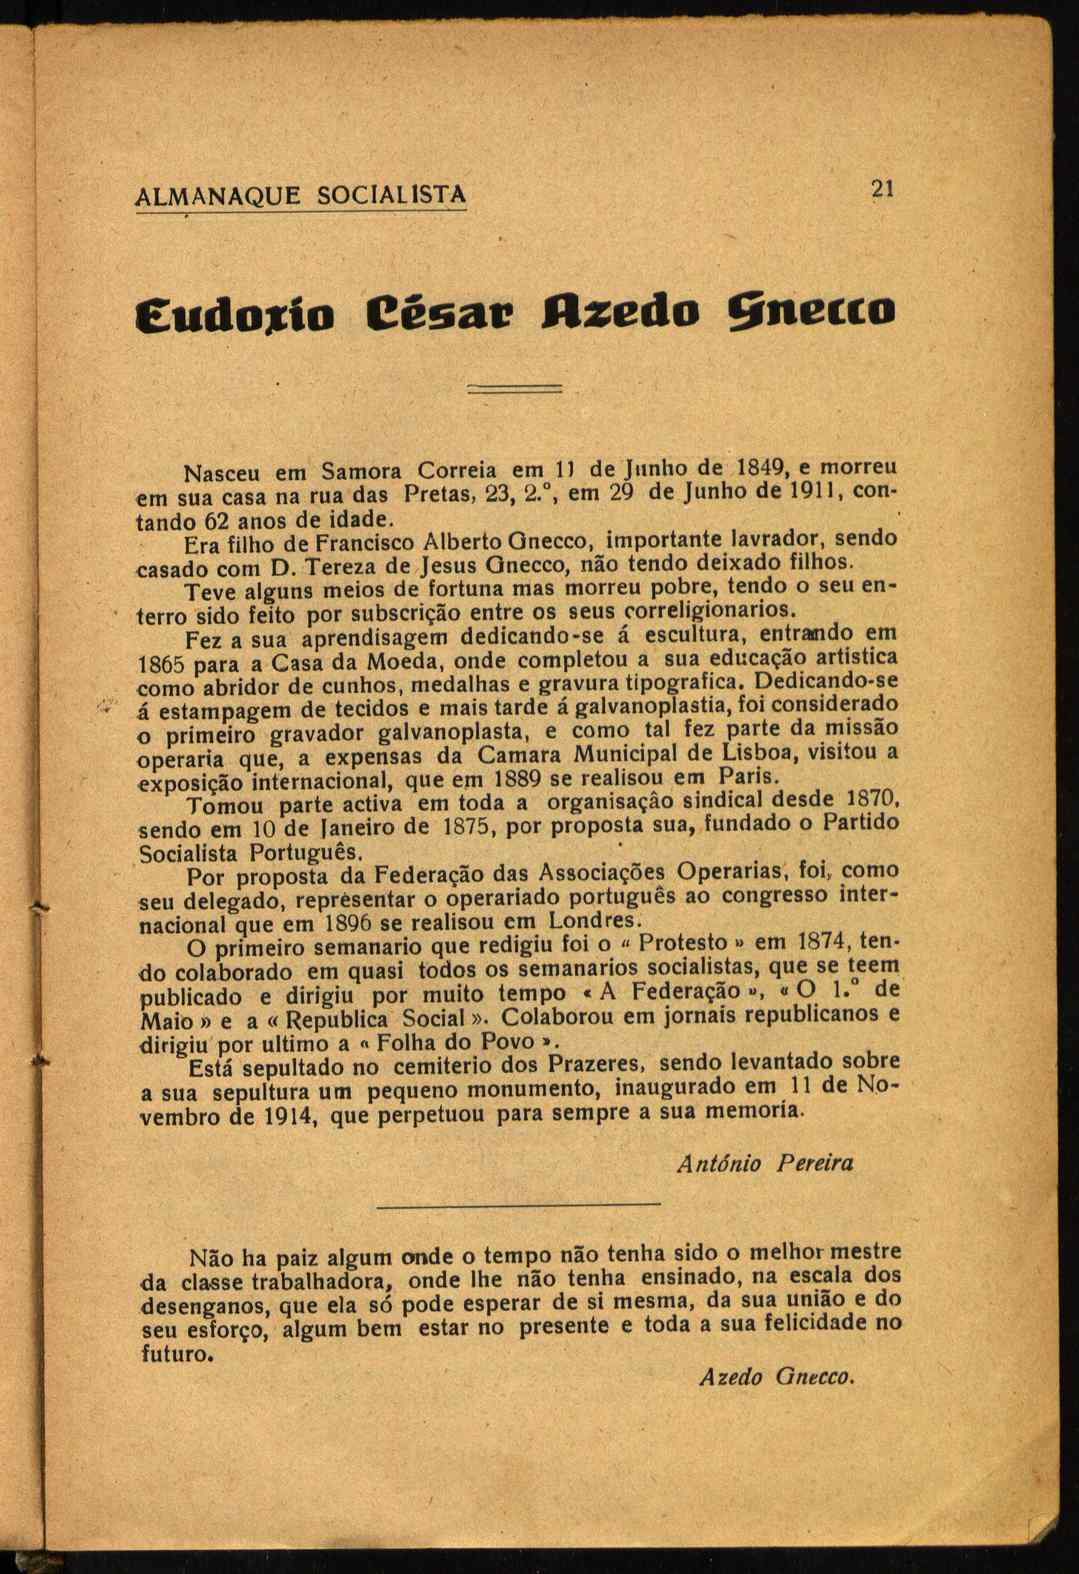 ALMANAQUE SOCIALISTA 21
Eudoxio César Azedo Gnecco
Nasceu em Samora Correia em 11 de Junho de 1849, e morreu
em sua casa na rua das Pretas, 23, 2.º, em 29 de Junho de 1911, con-
tando 62 anos de idade.
Era filho de Francisco Alberto Gnecco, importante lavrador, sendo
casado com D. Tereza de Jesus Gnecco, não tendo deixado filhos.
Teve alguns meios de fortuna mas morreu pobre, tendo o seu en-
terro sido feito por subscrição entre os seus correligionarios.
Fez a sua aprendisagem dedicando-se á escultura, entrando em
1865 para a Casa da Moeda, onde completou a sua educação artistica
como abridor de cunhos, medalhas e gravura tipografica. Dedicando-se
á estampagem de tecidos e mais tarde á galvanoplastia, foi considerado
o primeiro gravador galvanoplasta, e como tal fez parte da missão
operaria que, a expensas da Camara Municipal de Lisboa, visitou a
exposição internacional, que em 1889 se realisou em Paris.
Tomou parte activa em toda a organisação sindical desde 1870,
sendo em 10 de Janeiro de 1875, por proposta sua, fundado o Partido
Socialista Português.
Por proposta da Federação das Associações Operarias, foi, como
seu delegado, representar o operariado português ao congresso inter-
nacional que em 1896 se realisou em Londres.
O primeiro semanario que redigiu foi o « Protesto » em 1874, ten-
do colaborado em quasi todos os semanarios socialistas, que se teem
publicado e dirigiu por muito tempo « A Federação », « O 1.º de
Maio » e a « Republica Social ». Colaborou em jornais republicanos e
dirigiu por ultimo a « Folha do Povo ».
Está sepultado no cemiterio dos Prazeres, sendo levantado sobre
a sua sepultura um pequeno monumento, inaugurado em 11 de No-
vembro de 1914, que perpetuou para sempre a sua memoria.
António Pereira
Não ha paiz algum onde o tempo não tenha sido o melhor mestre
da classe trabalhadora, onde lhe não tenha ensinado, na escala dos
desenganos, que ela só pode esperar de si mesma, da sua união e do
seu esforço, algum bem estar no presente e toda a sua felicidade no
futuro.
Azedo Gnecco.